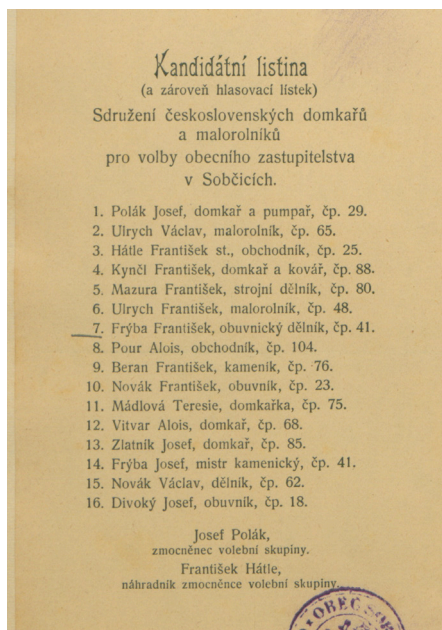 Kandidátní listina
(a zároveň hlasovací lístek)
Sdružení československých domkařů
a malorolníků
pro volby obecního zastupitelstva
v Sobčicích.
1. Polák Josef, domkař a pumpař, čp. 29.
2. Ulrych Václav, malorolník, čp. 65.
3. Hátle František st., obchodník, čp. 25.
4. Kynčl František, domkař a kovář, čp. 88.
5. Mazura František, strojní dělník, čp. 80.
6. Ulrych František, malorolník, čp. 48.
7. Frýba František, obuvnický dělník, čp. 41.
8. Pour Alois, obchodník, čp. 104.
9. Beran František, kameník, čp. 76.
10. Novák František, obuvník, čp. 23.
11. Mádlová Teresie, domkařka, čp. 75.
12. Vitvar Alois, domkař, čp. 68.
13. Zlatník Josef, domkař, čp. 85.
14. Frýba Josef, mistr kamenický, čp. 41.
15. Novák Václav, dělník, čp. 62.
16. Divoký Josef, obuvník, čp. 18.
Josef Polák,
zmocněnec volební skupiny.
František Hátle,
náhradník zmocněnce volební skupiny.
OBEC